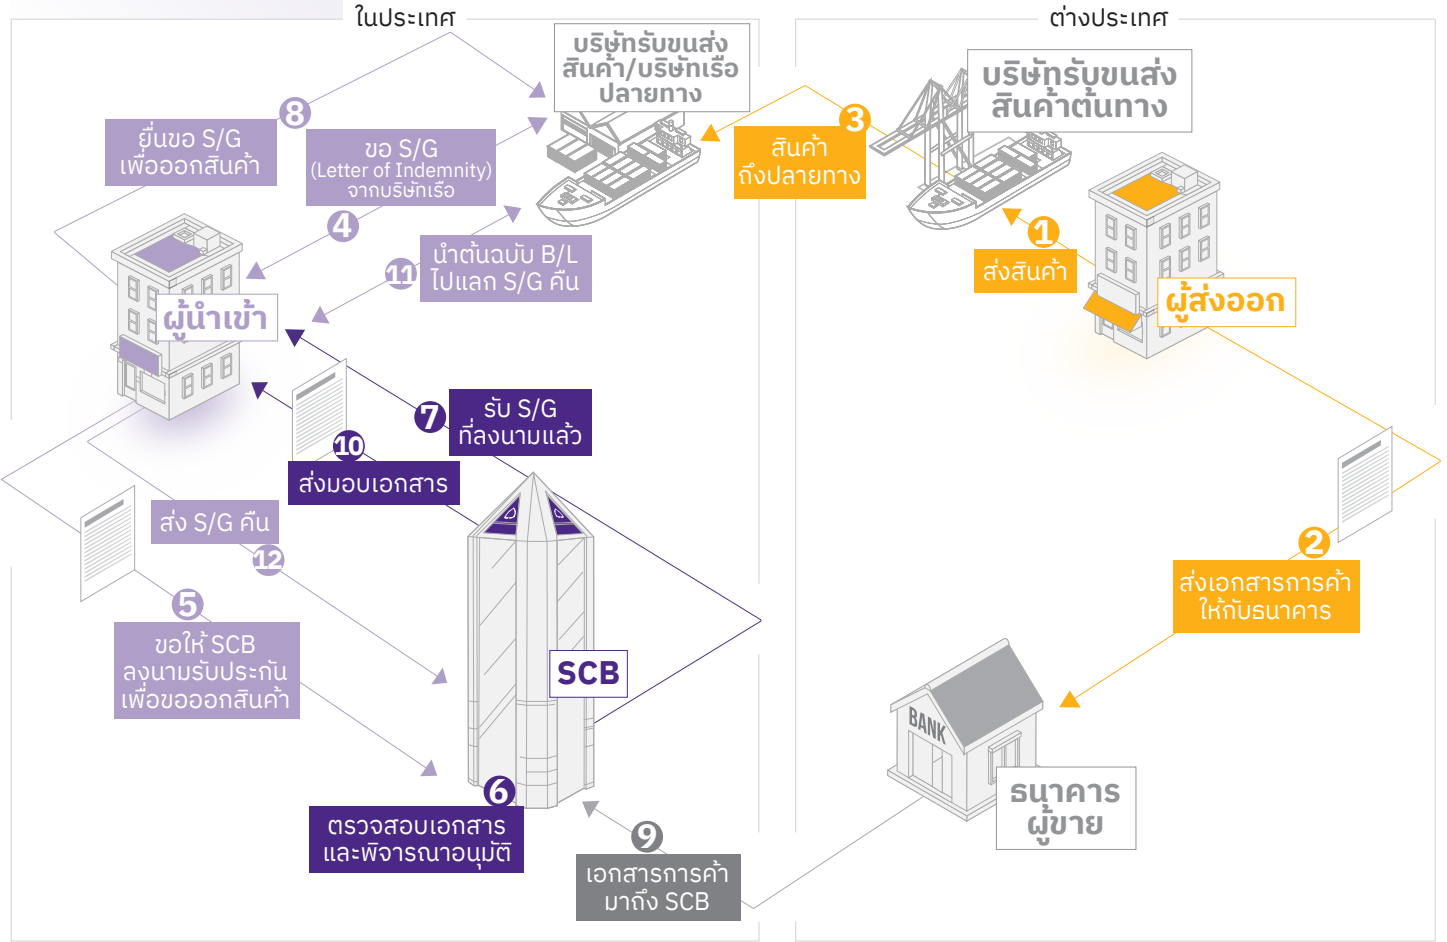 ในประเทศ
ต่างประเทศ
บริษัทรับขนส่ง
สินค้า/บริษัทเรือ
ปลายทาง
บริษัทรับขนส่ง
สินค้าต้นทาง
8
ยื่นขอ S/G
เพื่อออกสินค้า
ขอ S/G
(Letter of Indemnity)
จากบริษัทเรือ
4
3
สินค้า
ถึงปลายทาง
1
ส่งสินค้า
11
นำต้นฉบับ B/L
ไปแลก S/G คืน
ผู้นำเข้า
ผู้ส่งออก
7
รับ S/G
ที่ลงนามแล้ว
10
ส่งมอบเอกสาร
ส่ง S/G คืน
12
2
ส่งเอกสารการค้า
ให้กับธนาคาร
5
ขอให้ SCB
ลงนามรับประกัน
เพื่อขอออกสินค้า
SCB
BANK
ธนาคาร
ผู้ขาย
6
ตรวจสอบเอกสาร
และพิจารณาอนุมัติ
9
เอกสารการค้า
มาถึง SCB